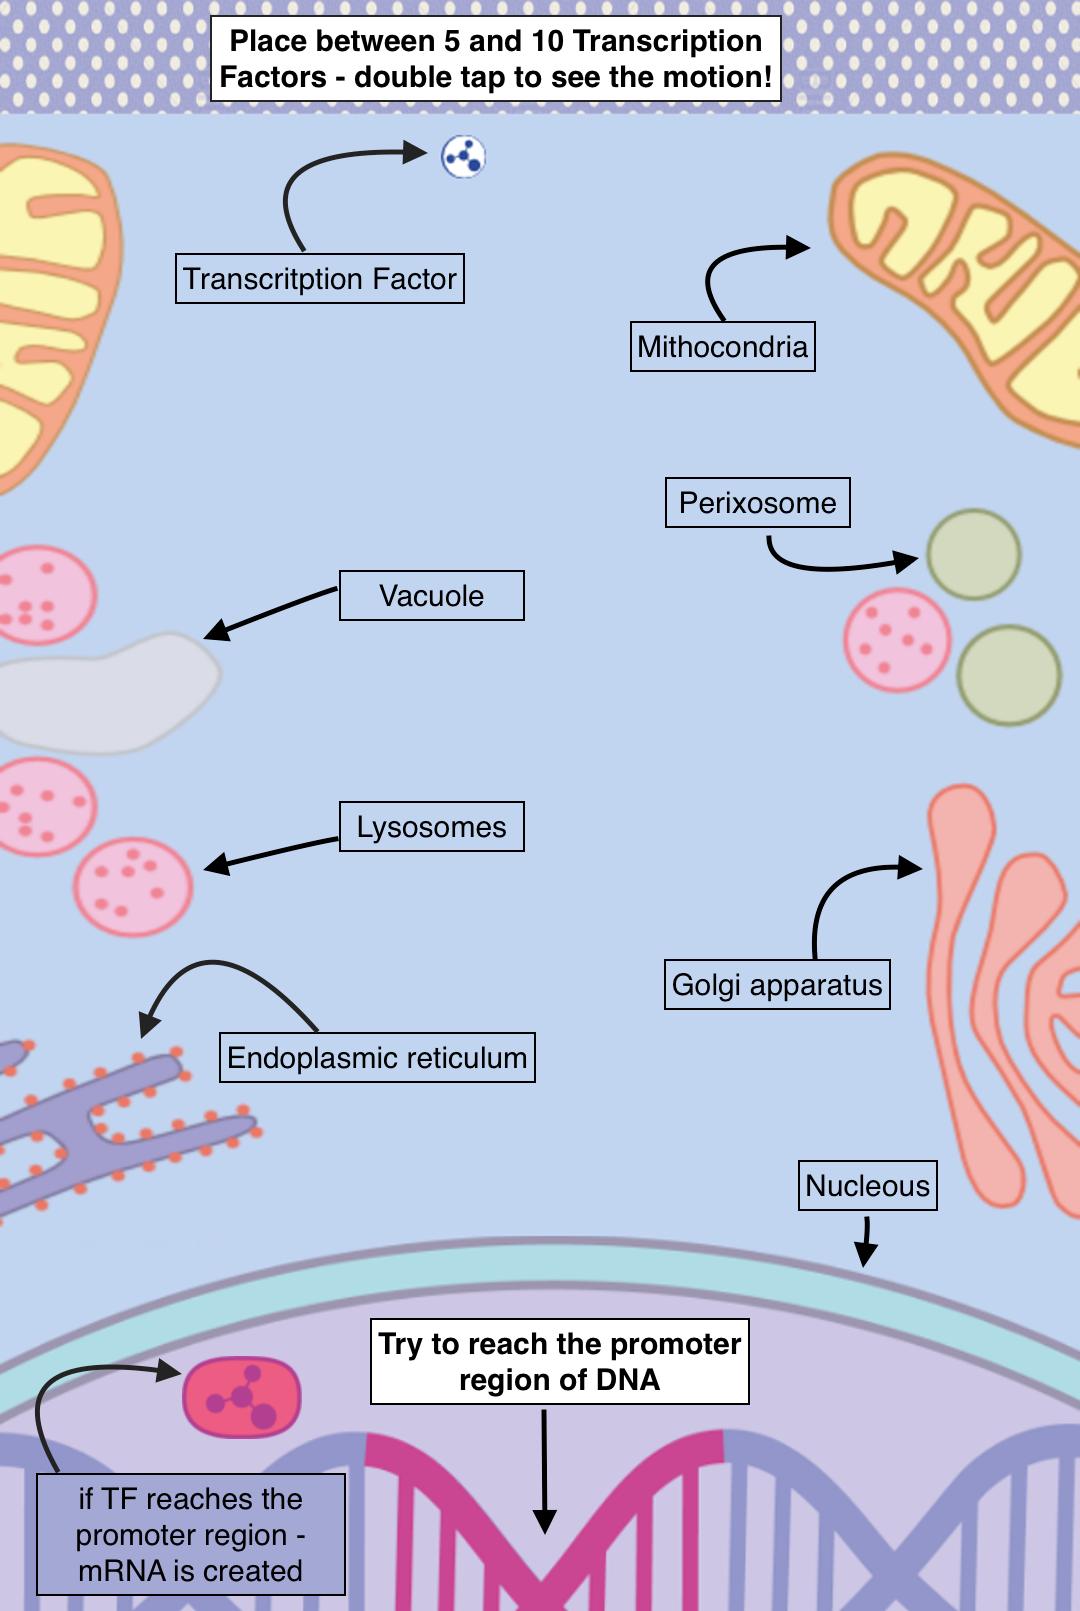 Place between 5 and 10 Transcription
Factors - double tap to see the motion!
Transcritption Factor
Mithocondria
Perixosome
Vacuole
Lysosomes
Golgi apparatus
Endoplasmic reticulum
Nucleous
Try to reach the promoter
region of DNA
if TF reaches the
promoter region -
mRNA is created